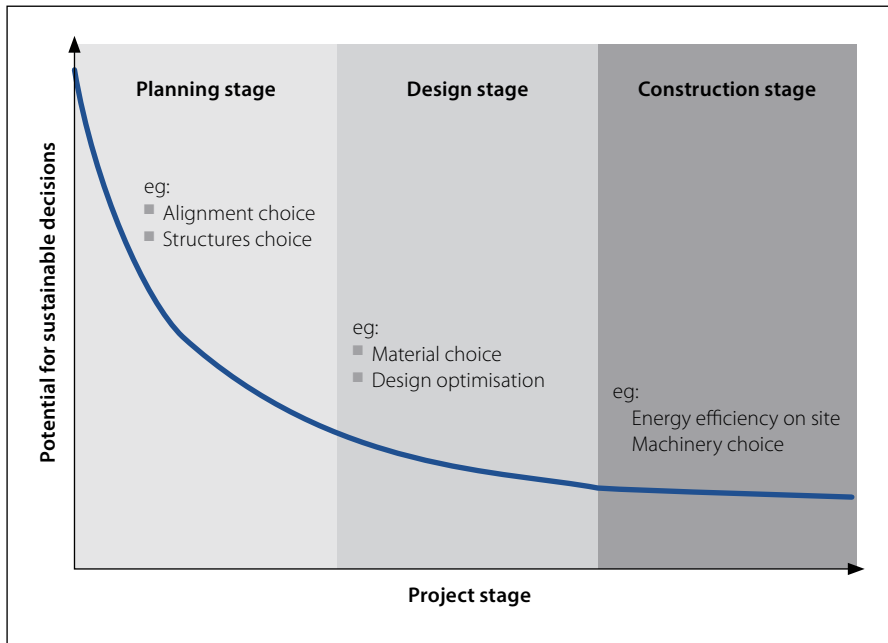 Planning stage
Design stage
Construction stage
Potential for sustainable decisions
eg:
Alignment choice
Structures choice
eg:
Material choice
Design optimisation
eg:
Energy efficiency on site
Machinery choice
Project stage